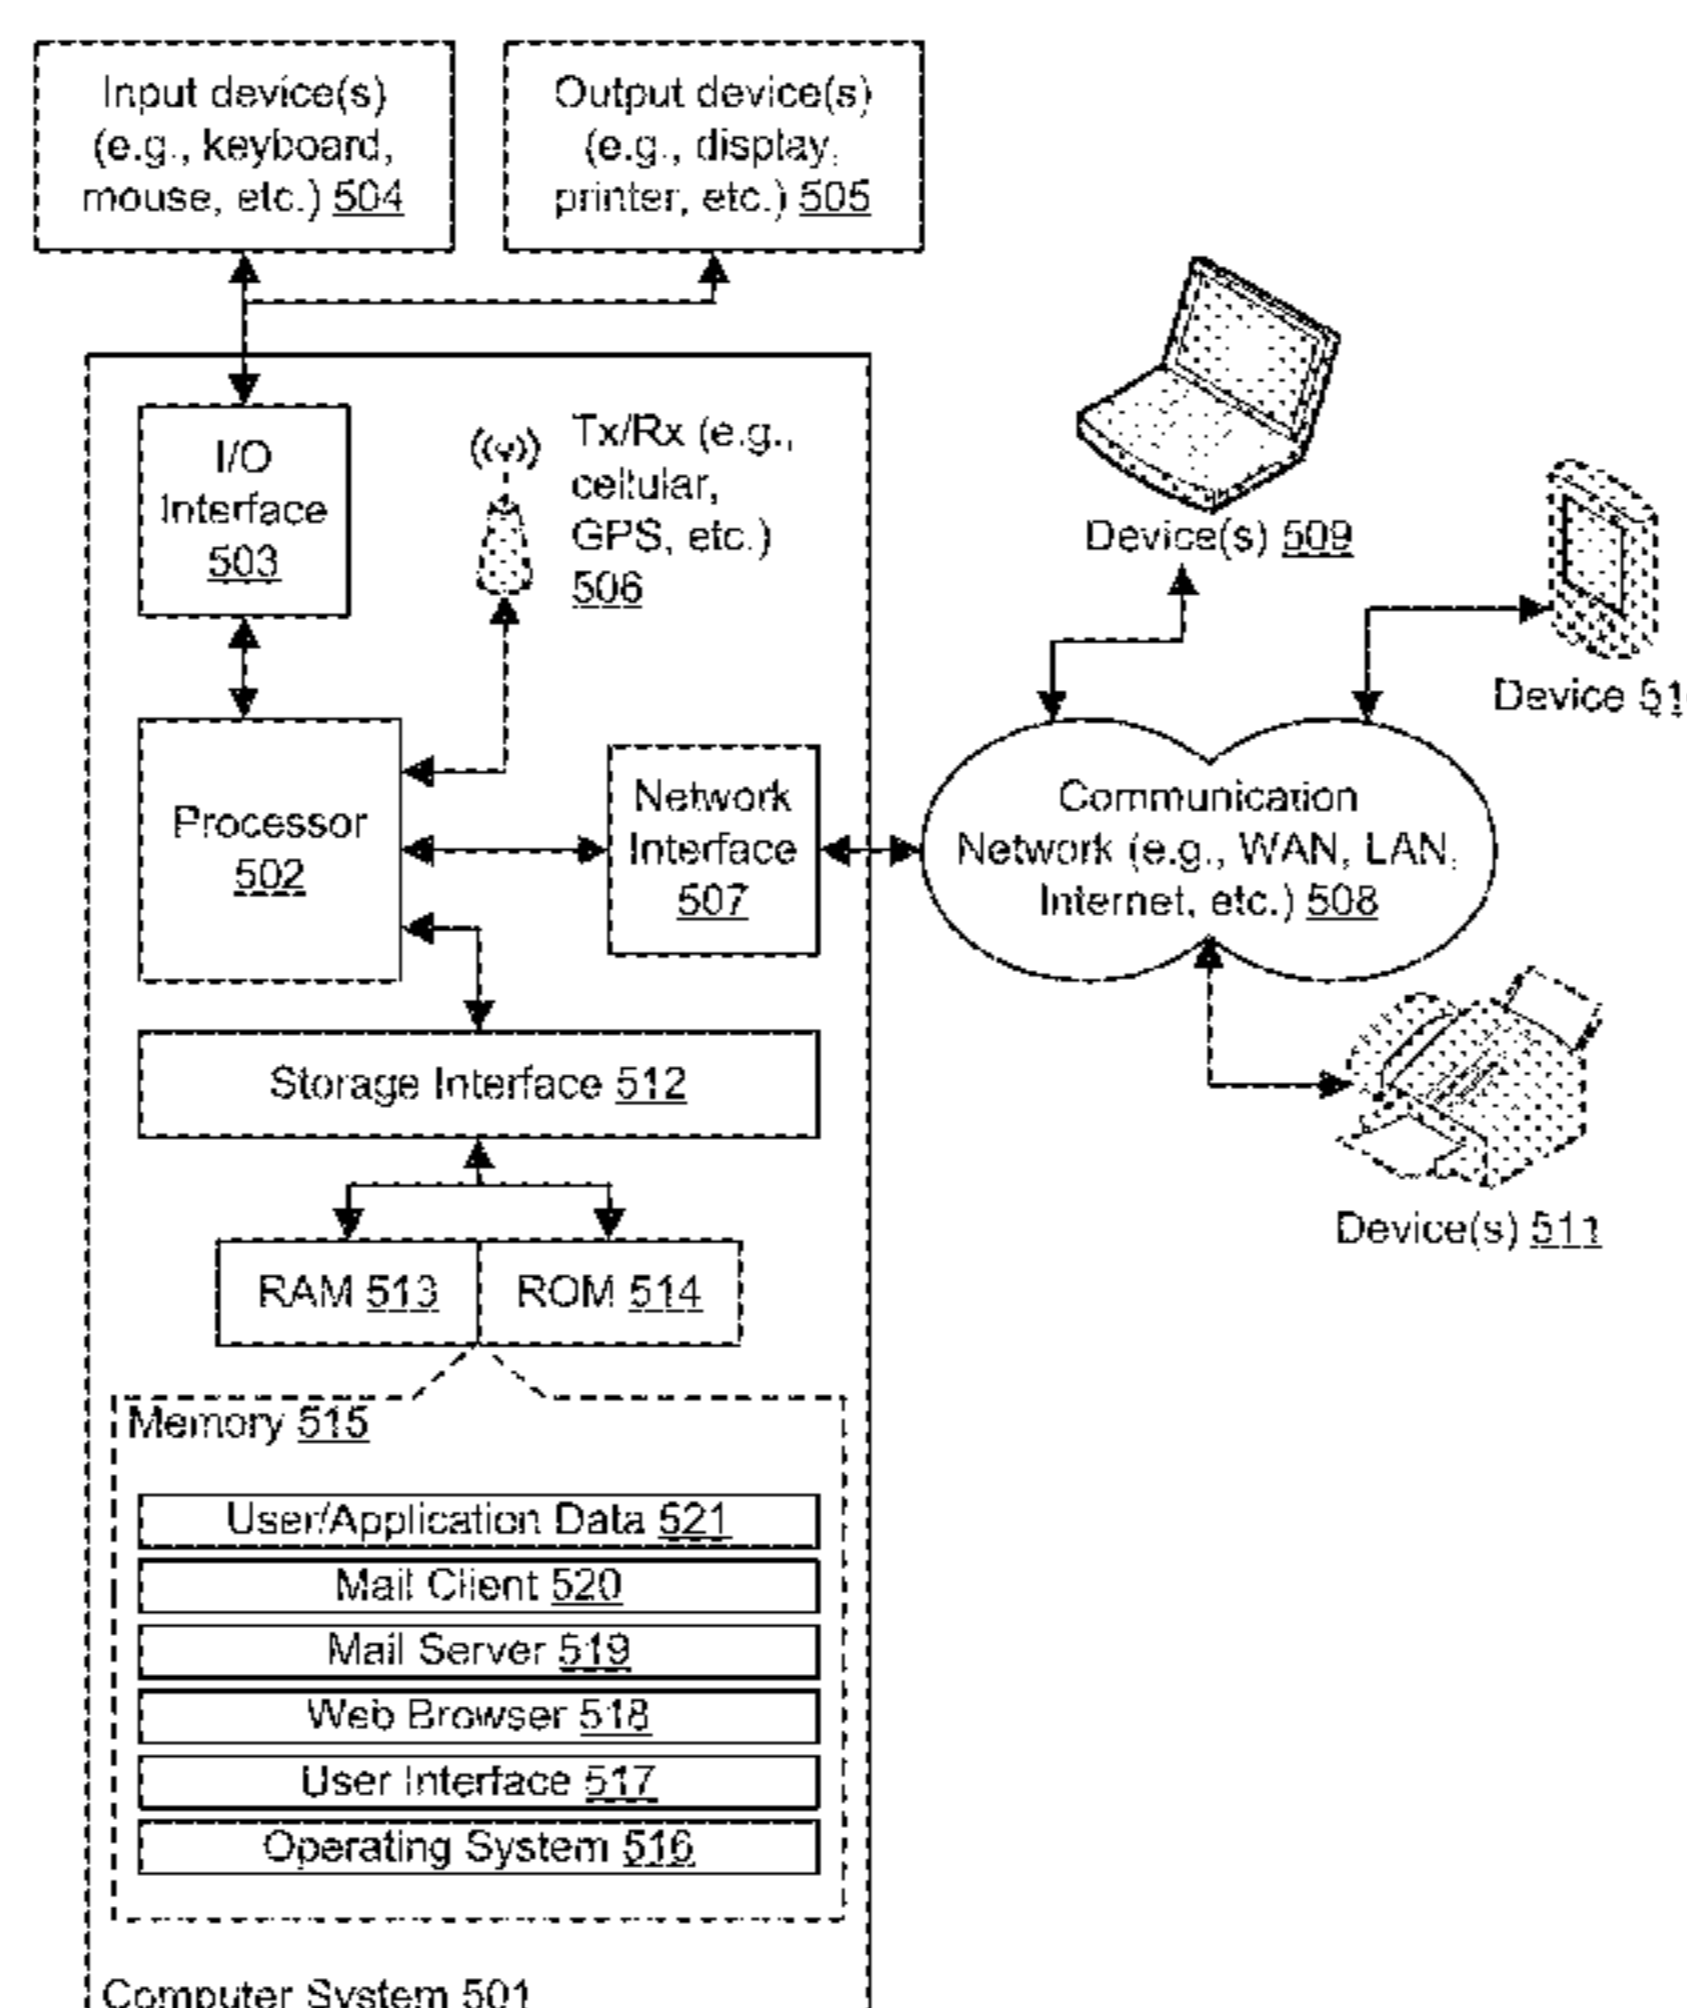 Input device(s)
(e.g., keyboard,
mouse, etc.) 504
Output device(s)
(e.g., display,
printer, etc.) 505
I/O
Interface
503
Tx/Rx (e.g.,
cellular,
GPS, etc.)
506
Processor
502
Network
Interface
507
Storage Interface 512
RAM 513
ROM 514
Memory 515
User/Application Data 521
Mail Client 520
Mail Server 519
Web Browser 518
User Interface 517
Operating System 516
Computer System 501
Device(s) 509
Device
Communication
Network (e.g., WAN, LAN,
Internet, etc.) 508
Device(s) 511